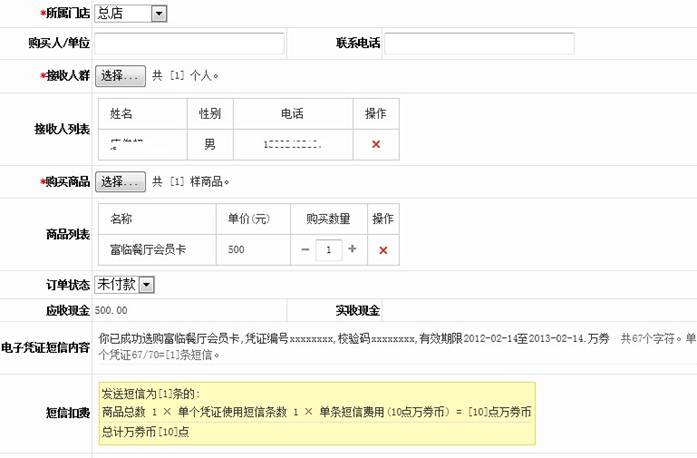 *所属门店 总店
购买人/单位 联系电话
*接收人群 选择... 共 [1] 个人。
接收人列表
姓名 性别 电话 操作
男
*购买商品 选择... 共 [1] 样商品。
商品列表
名称 单价(元) 购买数量 操作
富临餐厅会员卡 500 − 1 +
订单状态 未付款
应收现金 500.00 实收现金
电子凭证短信内容
你已成功选购富临餐厅会员卡,凭证编号xxxxxxxx,校验码xxxxxxxx,有效期限2012-02-14至2013-02-14.万券 共67个字符。单
个凭证67/70=[1]条短信。
短信扣费
发送短信为[1]条的:
商品总数 1 × 单个凭证使用短信条数 1 × 单条短信费用(10点万券币) = [10]点万券币
总计万券币[10]点